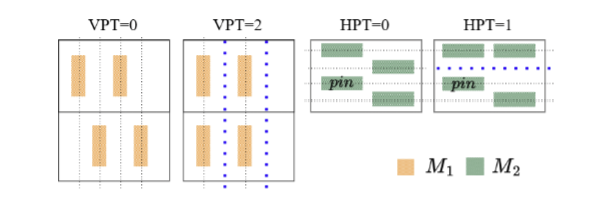 VPT=0 VPT=2 HPT=0 HPT=1
pin pin
M₁ M₂